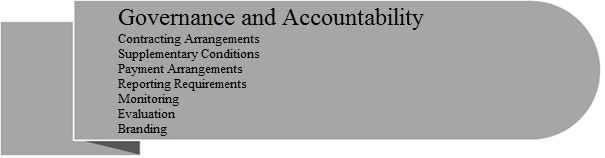 Governance and Accountability
Contracting Arrangements
Supplementary Conditions
Payment Arrangements
Reporting Requirements
Monitoring
Evaluation
Branding